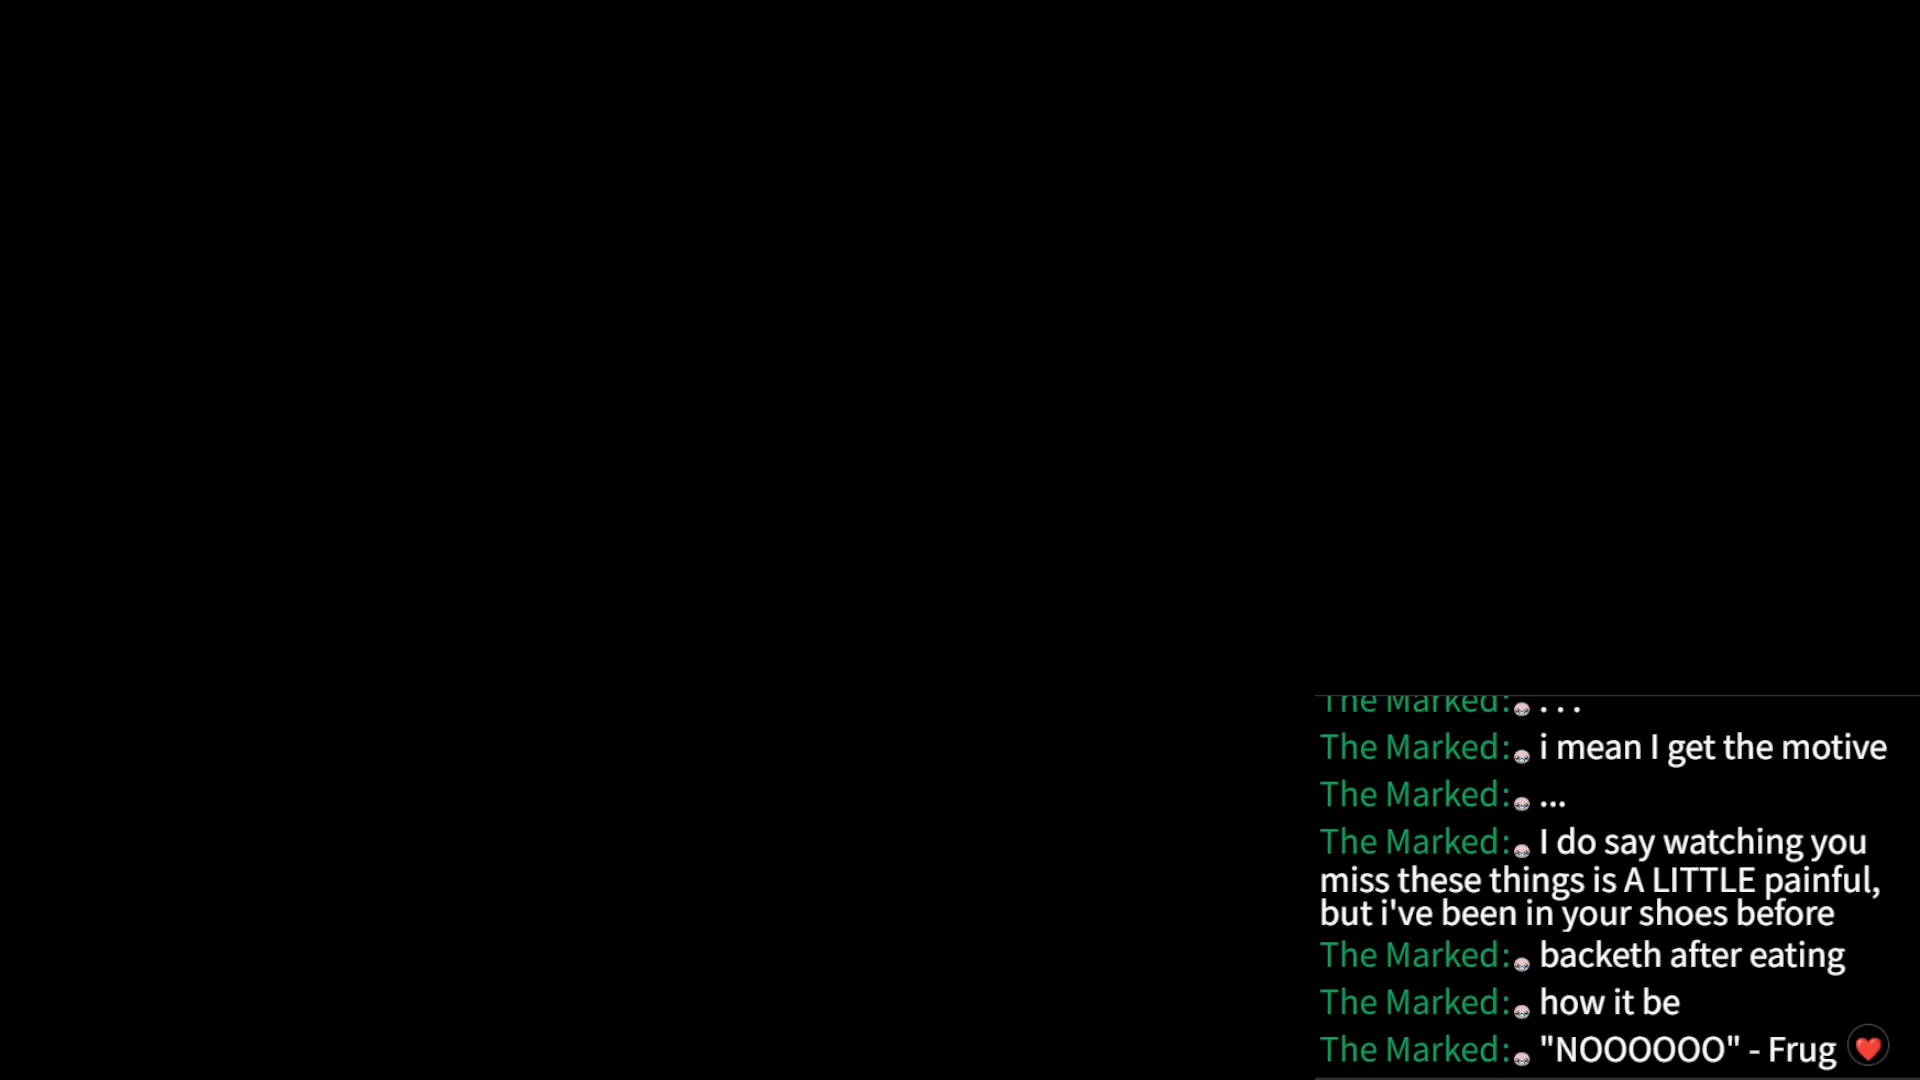 The Marked: . . .
The Marked: i mean I get the motive
The Marked: ...
The Marked: I do say watching you
miss these things is A LITTLE painful,
but i've been in your shoes before
The Marked: backeth after eating
The Marked: how it be
The Marked: "NOOOOOO" - Frug